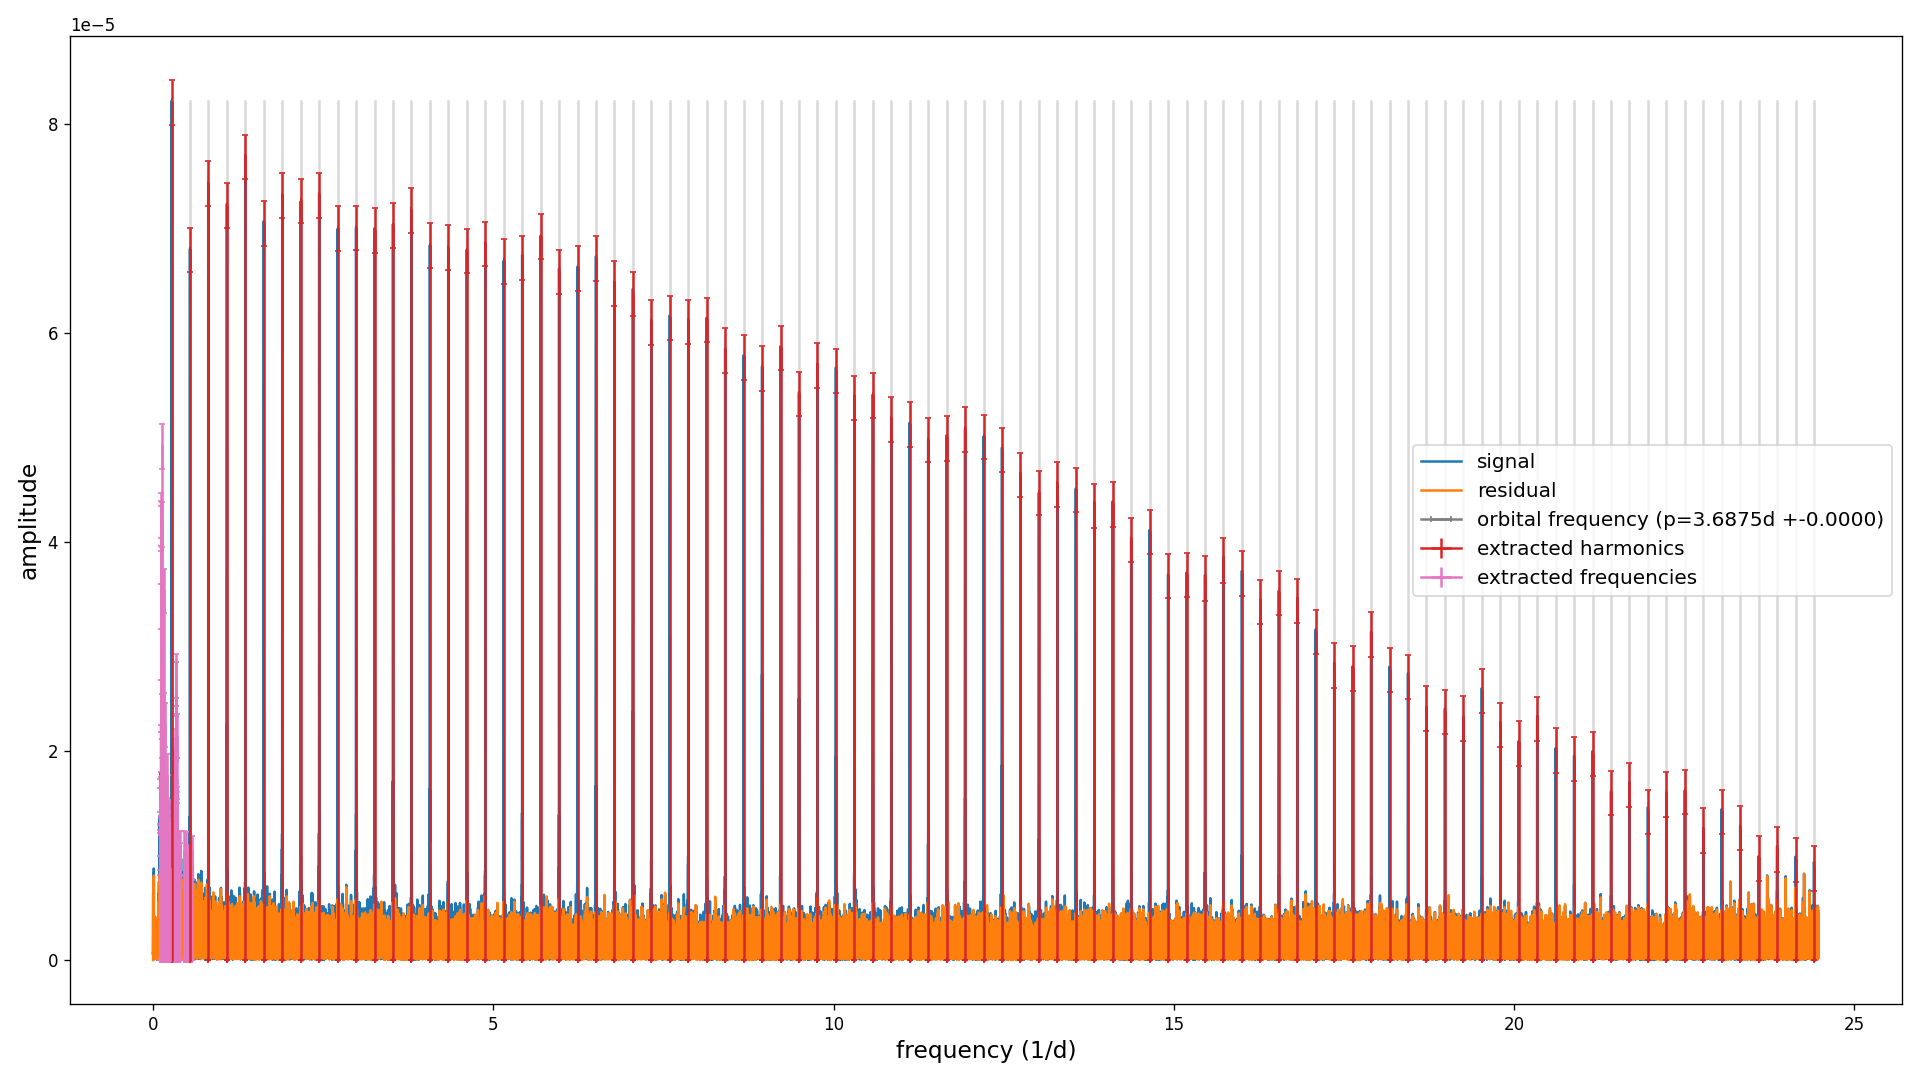 1e−5
8
6
4
2
0
amplitude
signal
residual
orbital frequency (p=3.6875d +-0.0000)
extracted harmonics
extracted frequencies
0 5 10 15 20 25
frequency (1/d)